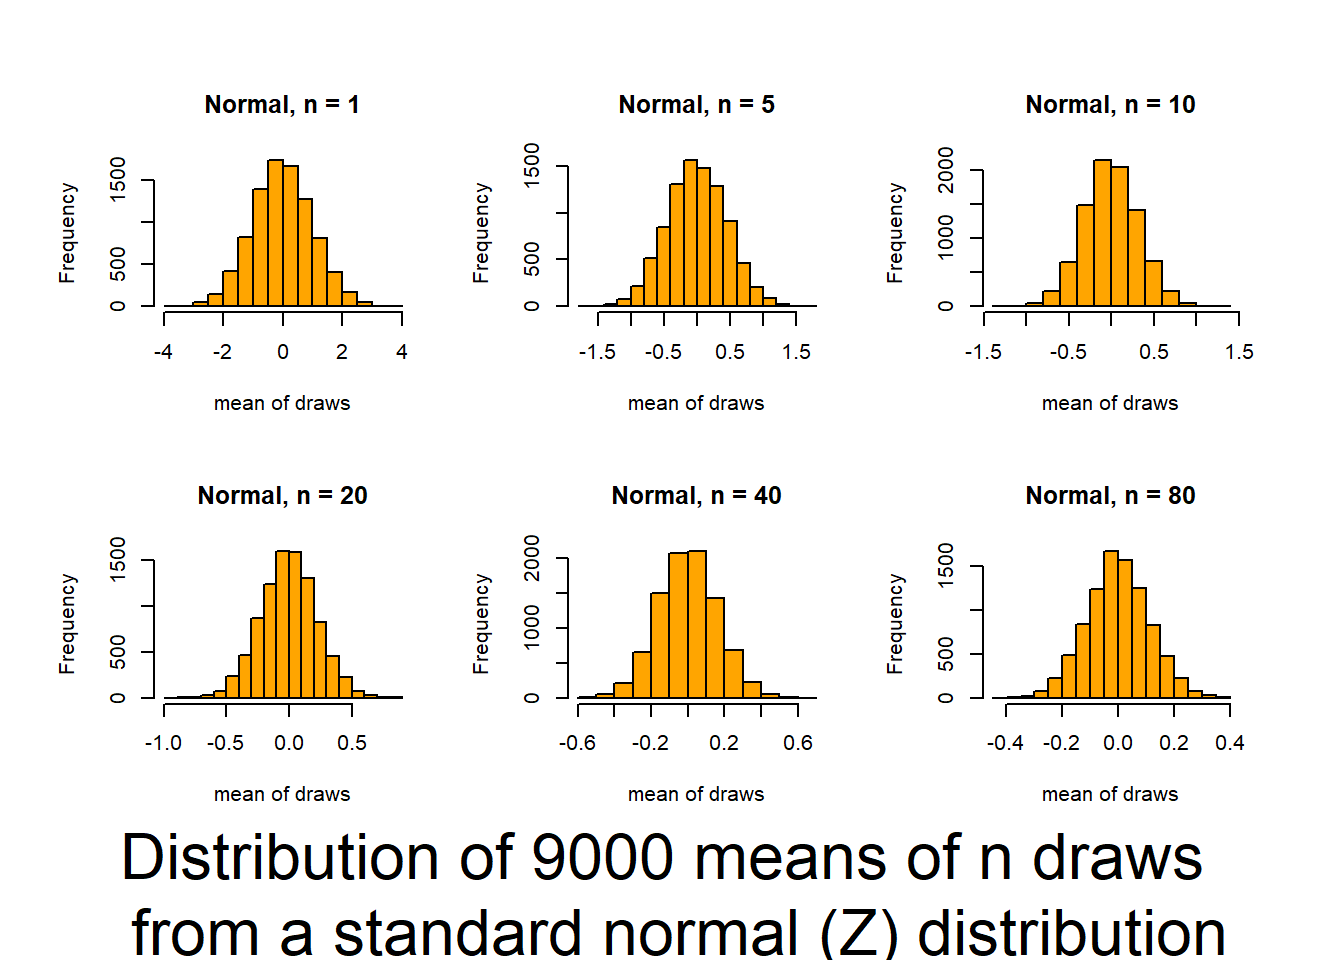 Normal, n = 1
Frequency
0 500 1500
-4 -2 0 2 4
mean of draws
Normal, n = 5
Frequency
0 500 1500
-1.5 -0.5 0.5 1.5
mean of draws
Normal, n = 10
Frequency
0 1000 2000
-1.5 -0.5 0.5 1.5
mean of draws
Normal, n = 20
Frequency
0 500 1500
-1.0 -0.5 0.0 0.5
mean of draws
Normal, n = 40
Frequency
0 1000 2000
-0.6 -0.2 0.2 0.6
mean of draws
Normal, n = 80
Frequency
0 500 1500
-0.4 -0.2 0.0 0.2 0.4
mean of draws
Distribution of 9000 means of n draws
from a standard normal (Z) distribution